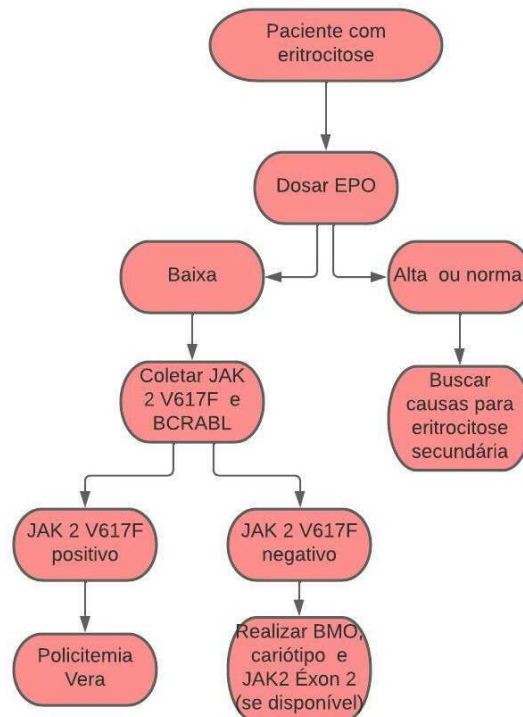 Paciente com
eritrocitose
Dosar EPO
Baixa
Alta ou norma
Coletar JAK
2 V617F e
BCRABL
Buscar
causas para
eritrocitose
secundária
JAK 2 V617F
positivo
JAK 2 V617F
negativo
Policitemia
Vera
Realizar BMO,
cariótipo e
JAK2 Éxon 2
(se disponível)